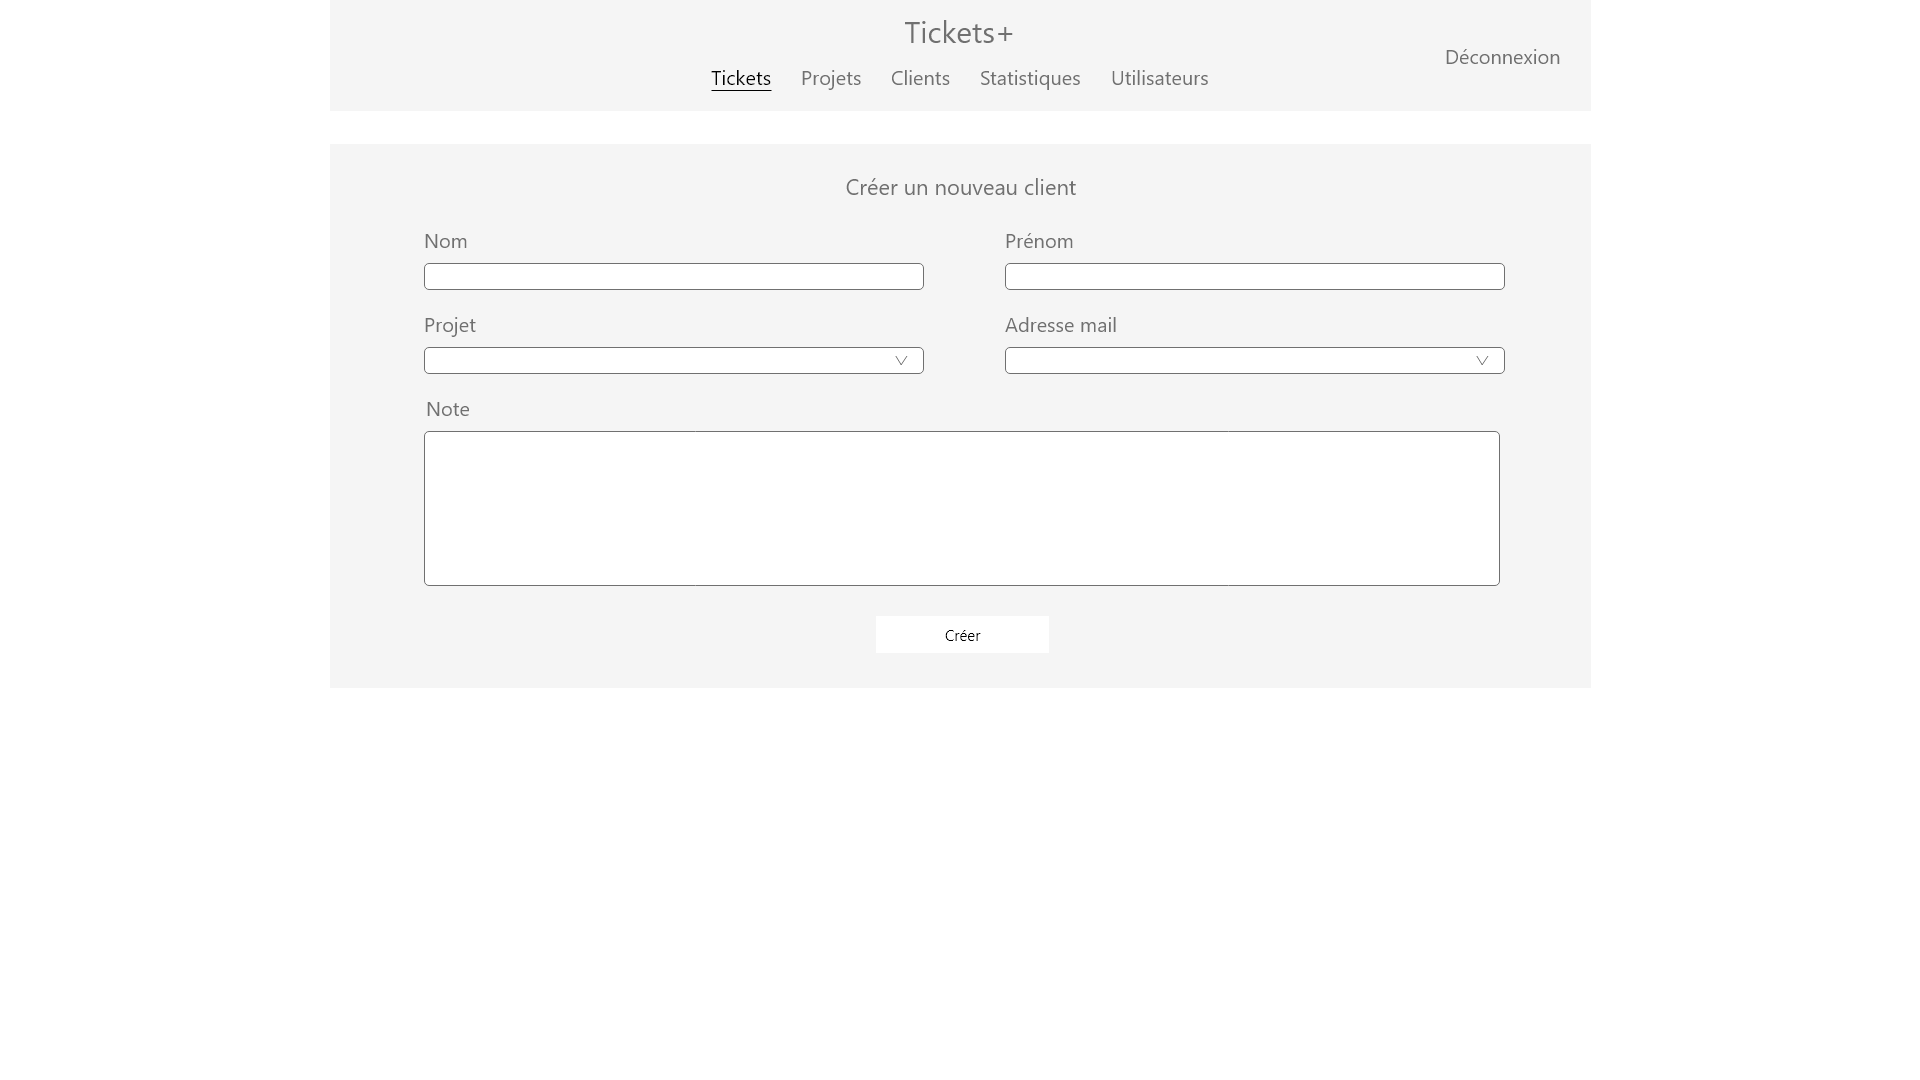 Tickets+
Déconnexion
Tickets Projets Clients Statistiques Utilisateurs
Créer un nouveau client
Nom Prénom
Projet Adresse mail
Note
Créer